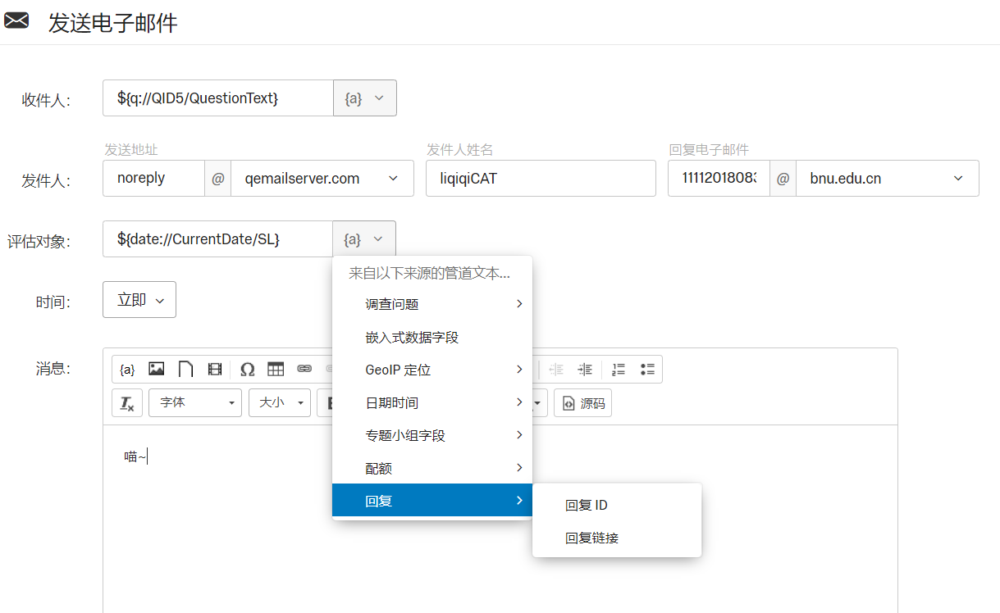 发送电子邮件
收件人：
${q://QID5/QuestionText}
{a}
发送地址
发件人姓名
回复电子邮件
发件人：
noreply
@
qemailserver.com
liqiqiCAT
@
bnu.edu.cn
评估对象：
${date://CurrentDate/SL}
{a}
来自以下来源的管道文本...
时间：
立即
调查问题
嵌入式数据字段
消息：
{a}
Ω
GeoIP 定位
字体
大小
日期时间
源码
专题小组字段
喵~
配额
回复
回复 ID
回复链接